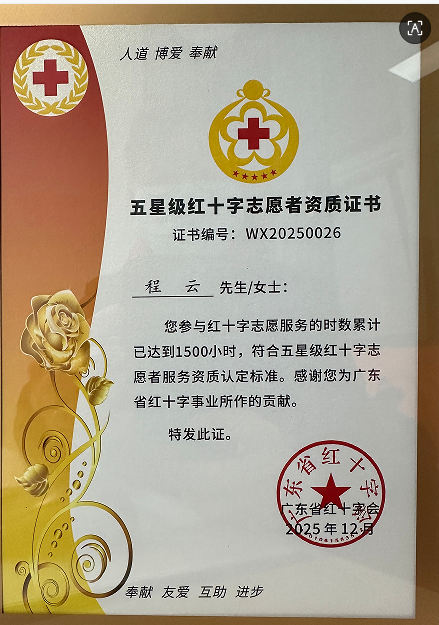 人道 博爱 奉献
五星级红十字志愿者资质证书
证书编号：WX20250026
程 云 先生/女士：
您参与红十字志愿服务的时数累计
已达到1500小时，符合五星级红十字志
愿者服务资质认定标准。感谢您为广东
省红十字事业所作的贡献。
特发此证。
广东省红十字会
广东省红十字会
2025 年 12 月
奉献 友爱 互助 进步